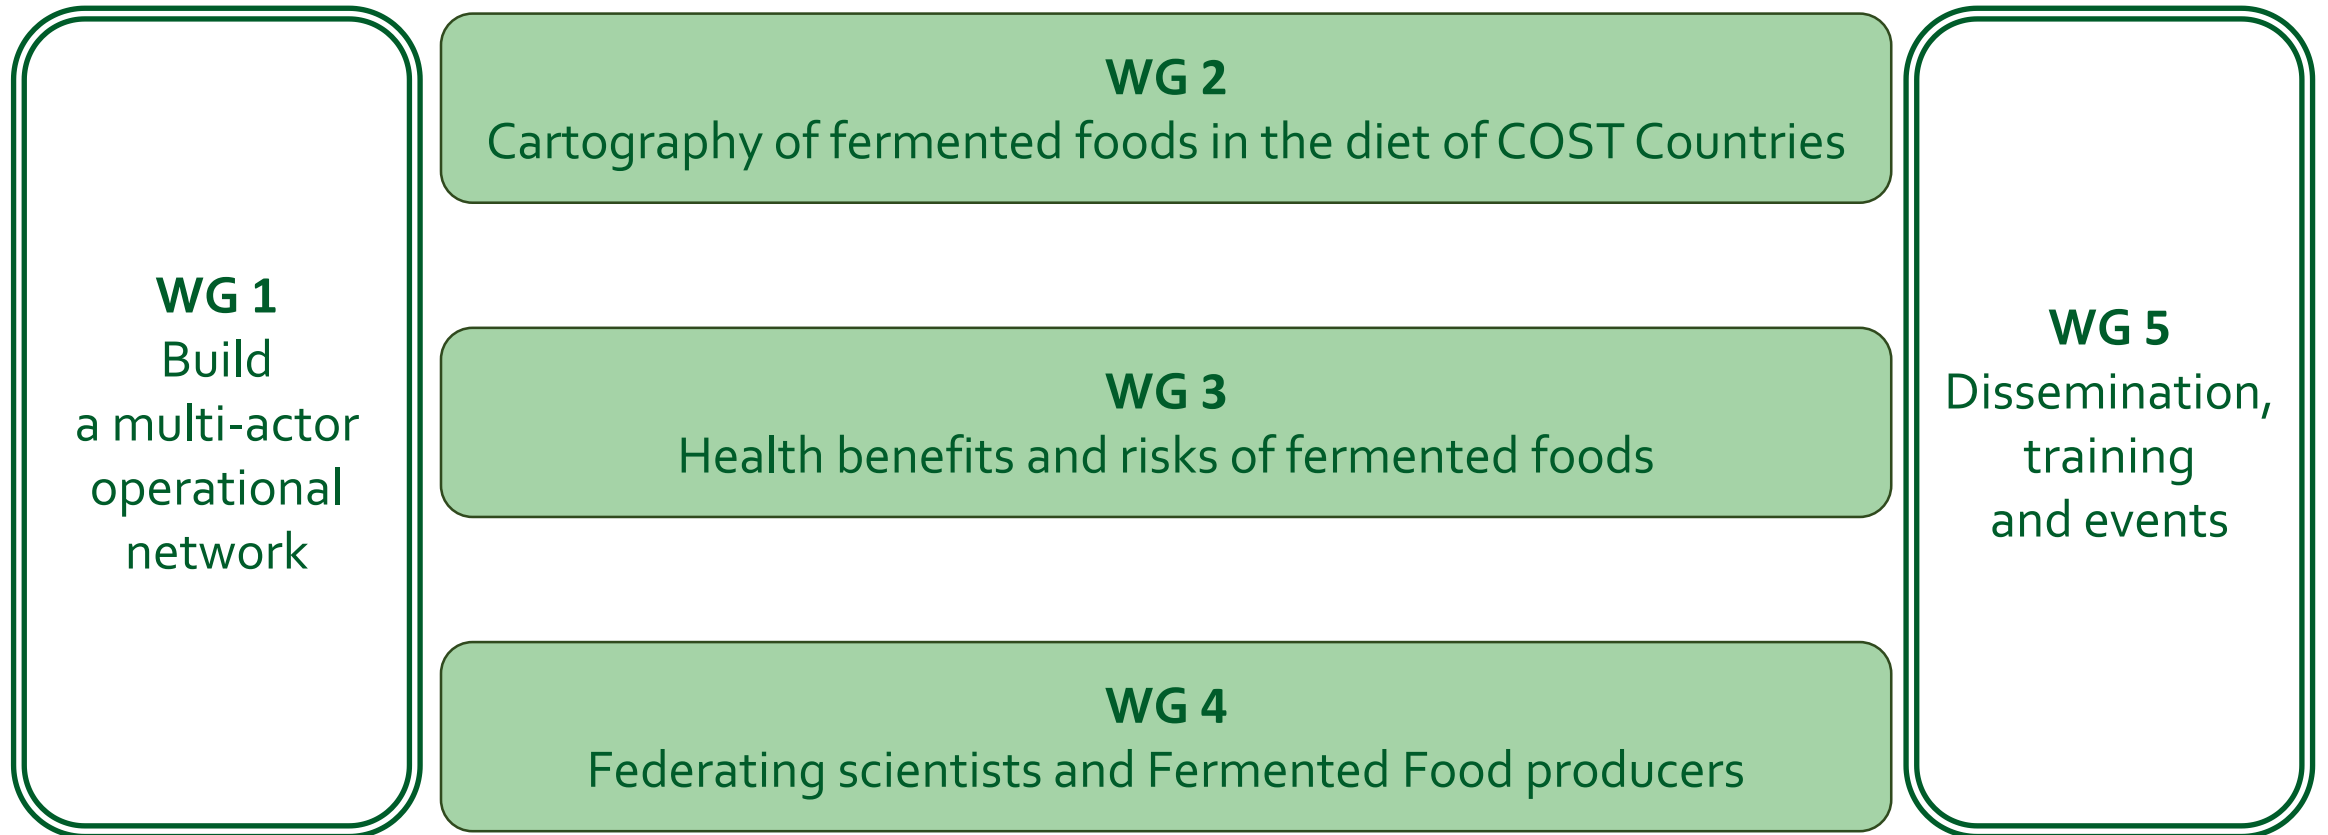 WG 1
Build
a multi-actor
operational
network
WG 2
Cartography of fermented foods in the diet of COST Countries
WG 3
Health benefits and risks of fermented foods
WG 4
Federating scientists and Fermented Food producers
WG 5
Dissemination,
training
and events